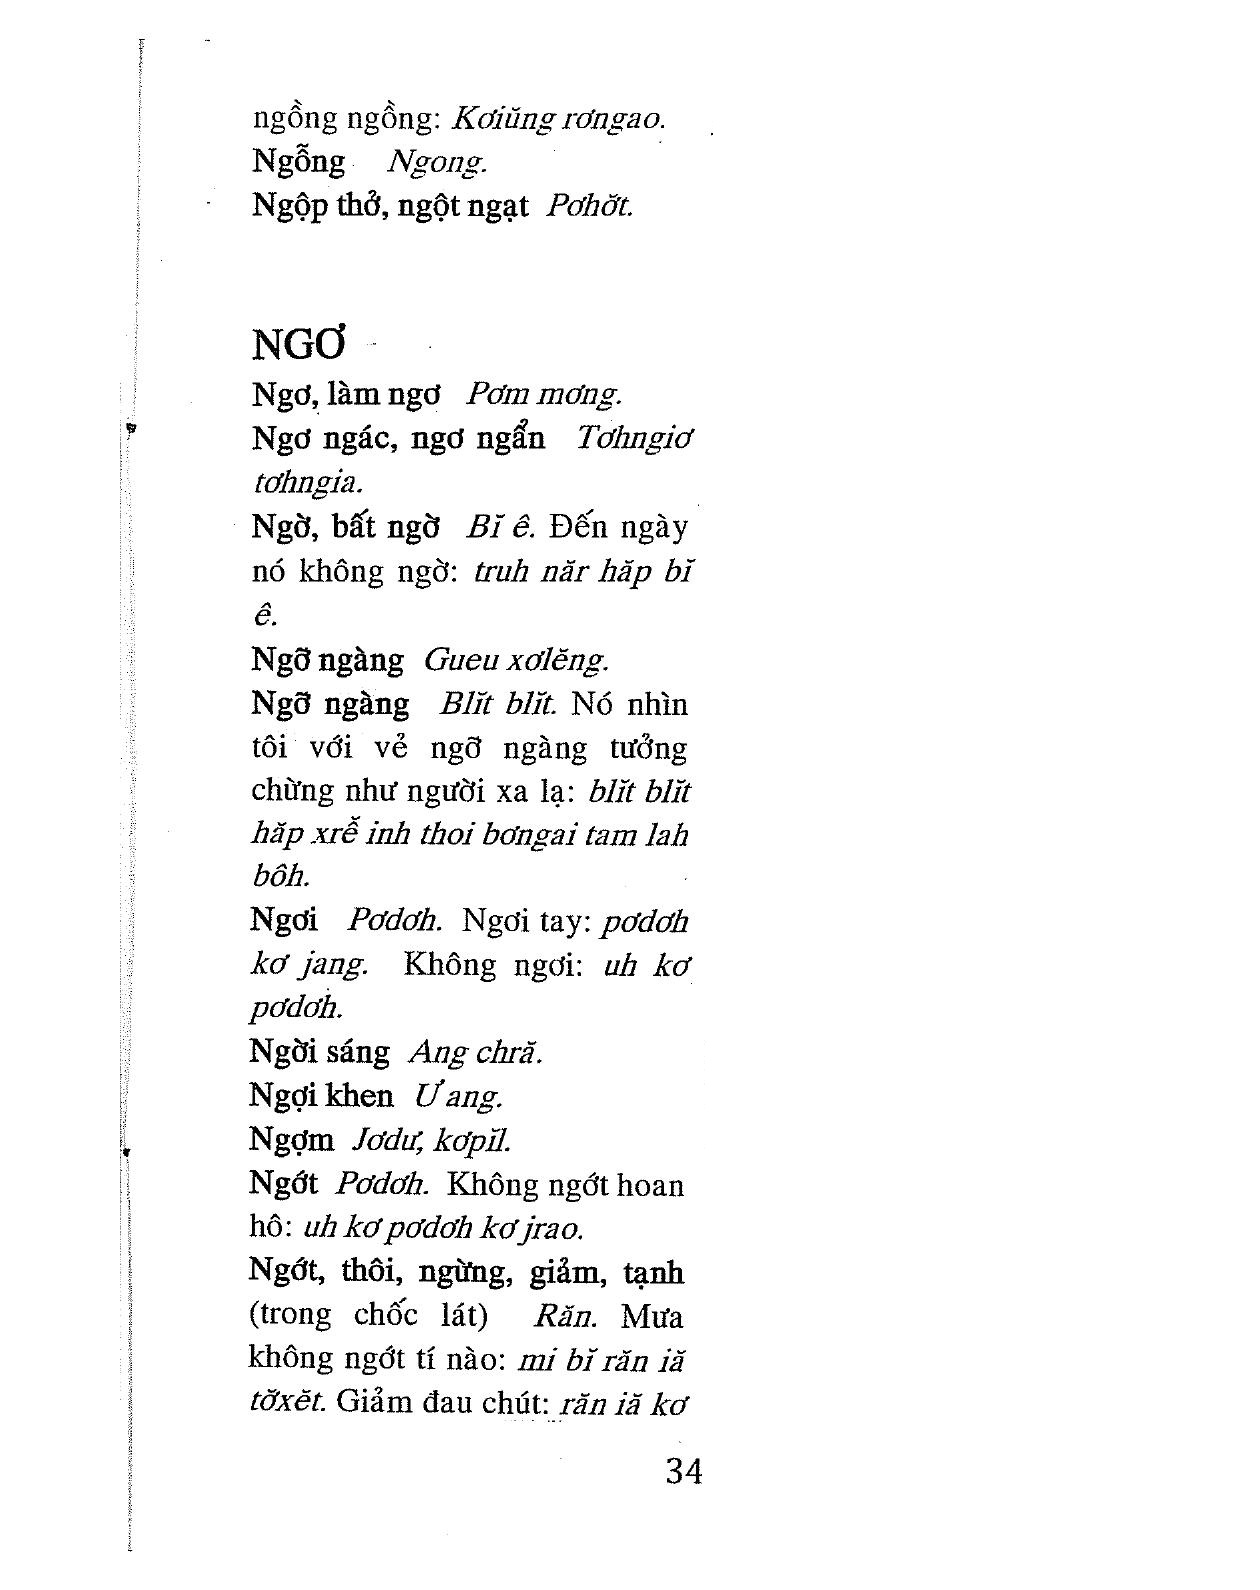 ngồng ngồng: Kơiŭng rơngao.
Ngỗng Ngong.
Ngộp thở, ngột ngạt Pơhơ̆t.
NGƠ
Ngơ, làm ngơ Pơm mơng.
Ngơ ngác, ngơ ngẩn Tơhngiơ
tơhngia.
Ngờ, bất ngờ Bĭ ê. Đến ngày
nó không ngờ: truh năr hăp bĭ
ê.
Ngỡ ngàng Gueu xơlĕng.
Ngỡ ngàng Blĭt blĭt. Nó nhìn
tôi với vẻ ngỡ ngàng tưởng
chừng như người xa lạ: blĭt blĭt
hăp xrê̆ inh thoi bơngai tam lah
bôh.
Ngơi Pơdơh. Ngơi tay: pơdơh
kơ jang. Không ngơi: uh kơ
pơdơh.
Ngời sáng Ang chră.
Ngợi khen Ư ang.
Ngợm Jơdư, kơpĭl.
Ngớt Pơdơh. Không ngớt hoan
hô: uh kơ pơdơh kơ jrao.
Ngớt, thôi, ngừng, giảm, tạnh
(trong chốc lát) Răn. Mưa
không ngớt tí nào: mi bĭ răn iă
tơ̆xĕt. Giảm đau chút: răn iă kơ
34